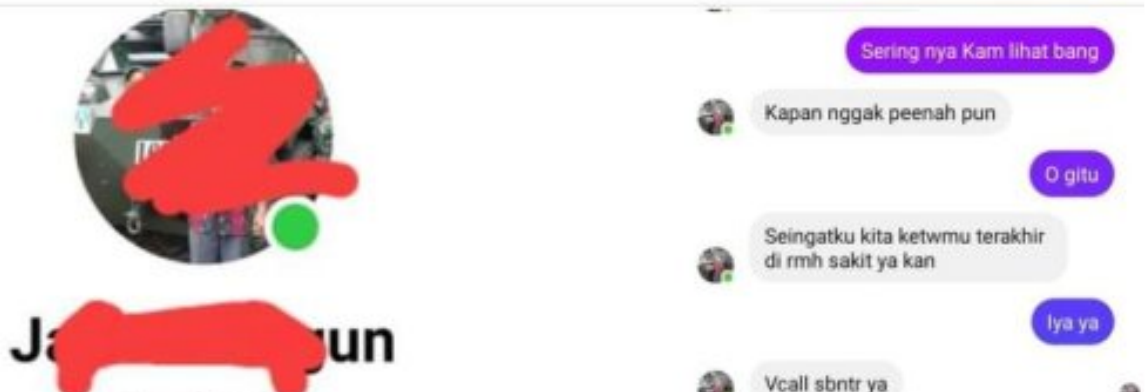 Sering nya Kam lihat bang
Kapan nggak peenah pun
O gitu
Seingatku kita ketwmu terakhir
di rmh sakit ya kan
Iya ya
Vcall sbntr ya